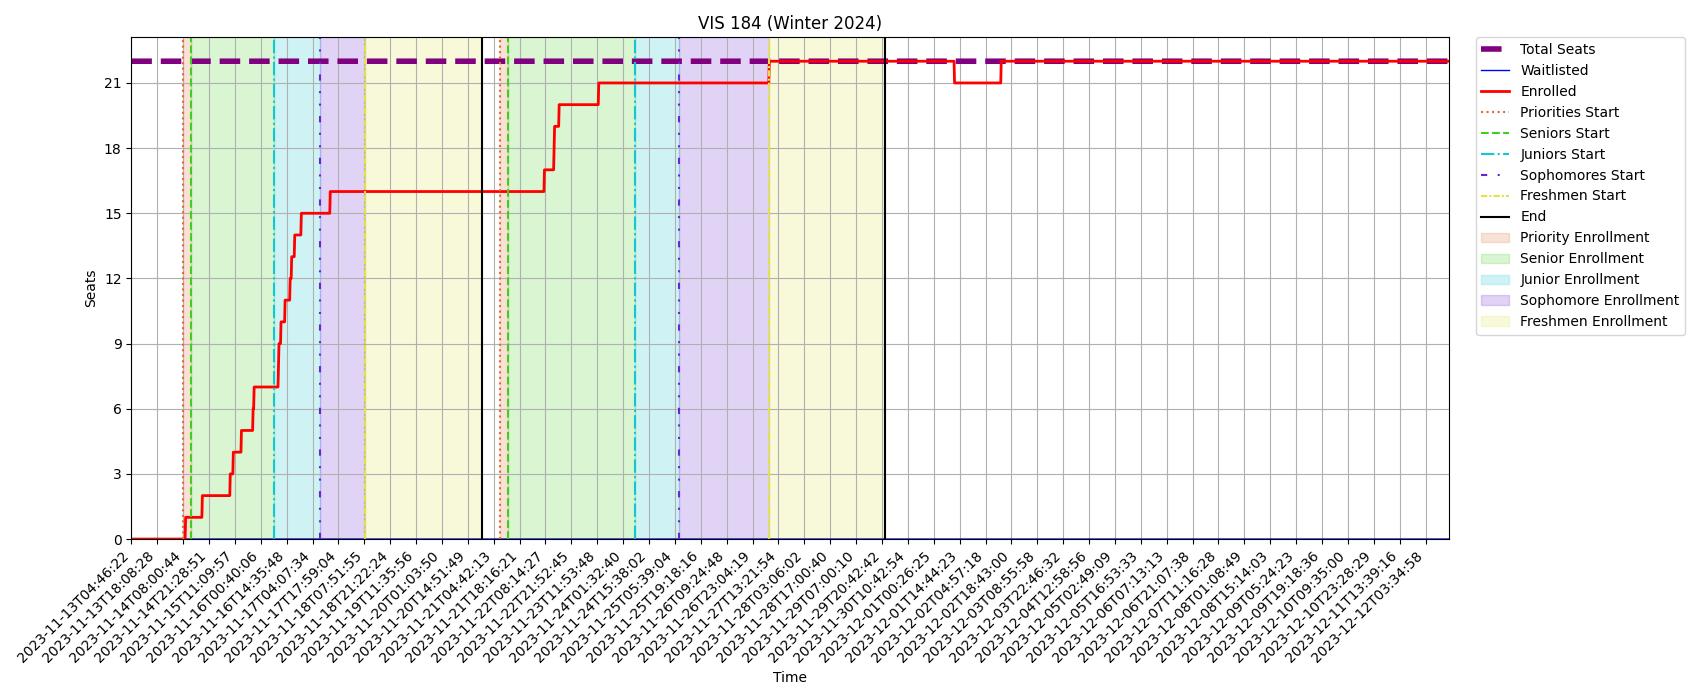 VIS 184 (Winter 2024)
Total Seats
Waitlisted
Enrolled
Priorities Start
Seniors Start
Juniors Start
Sophomores Start
Freshmen Start
End
Priority Enrollment
Senior Enrollment
Junior Enrollment
Sophomore Enrollment
Freshmen Enrollment
Seats
21
18
15
12
9
6
3
0
2023-11-13T04:46:22
2023-11-13T18:08:28
2023-11-14T08:00:44
2023-11-14T21:28:51
2023-11-15T11:09:57
2023-11-16T00:40:06
2023-11-16T14:35:48
2023-11-17T04:07:34
2023-11-17T17:59:04
2023-11-18T07:51:55
2023-11-18T21:22:24
2023-11-19T11:35:56
2023-11-20T01:03:50
2023-11-20T14:51:49
2023-11-21T04:42:13
2023-11-21T18:16:21
2023-11-22T08:14:27
2023-11-22T21:52:45
2023-11-23T11:53:48
2023-11-24T01:32:40
2023-11-24T15:38:02
2023-11-25T05:39:04
2023-11-25T19:18:16
2023-11-26T09:24:48
2023-11-26T23:04:19
2023-11-27T13:21:54
2023-11-28T03:06:02
2023-11-28T17:00:40
2023-11-29T07:00:10
2023-11-29T20:42:42
2023-11-30T10:42:54
2023-12-01T00:26:25
2023-12-01T14:44:23
2023-12-02T04:57:18
2023-12-02T18:43:00
2023-12-03T08:55:58
2023-12-03T22:46:32
2023-12-04T12:58:56
2023-12-05T02:49:09
2023-12-05T16:53:33
2023-12-06T07:13:13
2023-12-06T21:07:38
2023-12-07T11:16:28
2023-12-08T01:08:49
2023-12-08T15:14:03
2023-12-09T05:24:23
2023-12-09T19:18:36
2023-12-10T09:35:00
2023-12-10T23:28:29
2023-12-11T13:39:16
2023-12-12T03:34:58
Time